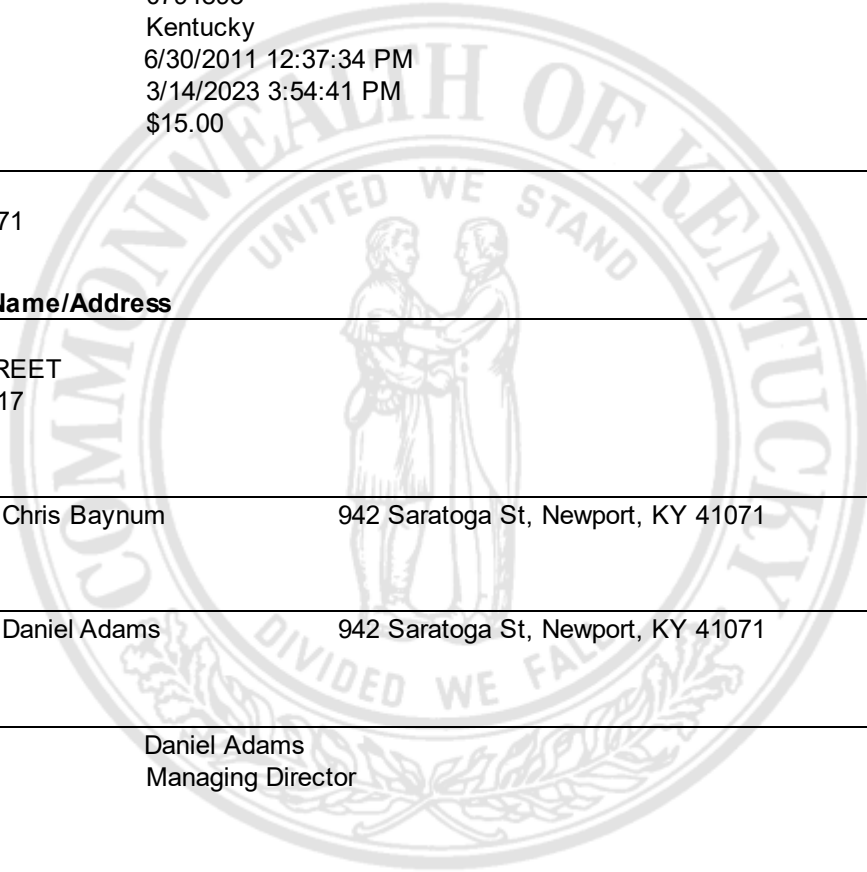 Kentucky
6/30/2011 12:37:34 PM
3/14/2023 3:54:41 PM
$15.00
71
Name/Address
REET
17
Chris Baynum 942 Saratoga St, Newport, KY 41071
Daniel Adams 942 Saratoga St, Newport, KY 41071
Daniel Adams
Managing Director
COMMONWEALTH OF KENTUCKY
UNITED WE STAND
DIVIDED WE FALL